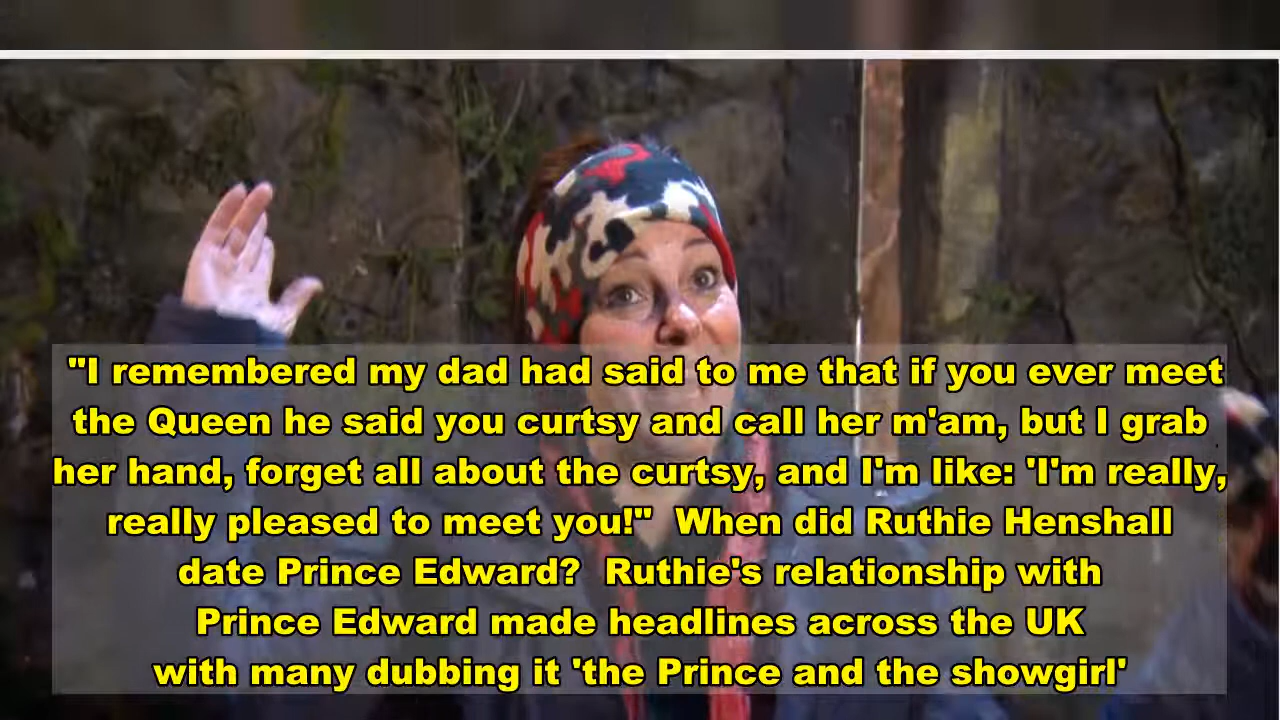 "I remembered my dad had said to me that if you ever meet
the Queen he said you curtsy and call her m'am, but I grab
her hand, forget all about the curtsy, and I'm like: 'I'm really,
really pleased to meet you!" When did Ruthie Henshall
date Prince Edward? Ruthie's relationship with
Prince Edward made headlines across the UK
with many dubbing it 'the Prince and the showgirl'